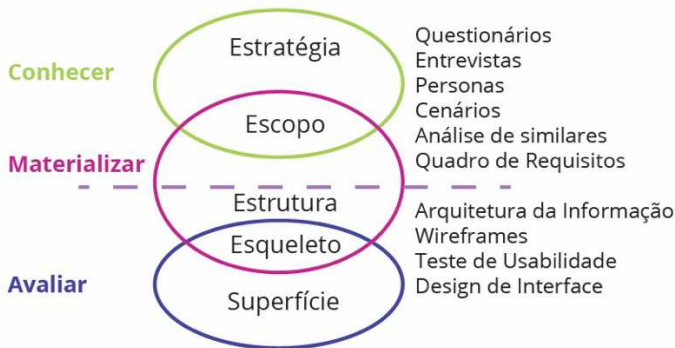 Conhecer
Materializar
Avaliar
Estratégia
Escopo
Estrutura
Esqueleto
Superfície
Questionários
Entrevistas
Personas
Cenários
Análise de similares
Quadro de Requisitos
Arquitetura da Informação
Wireframes
Teste de Usabilidade
Design de Interface